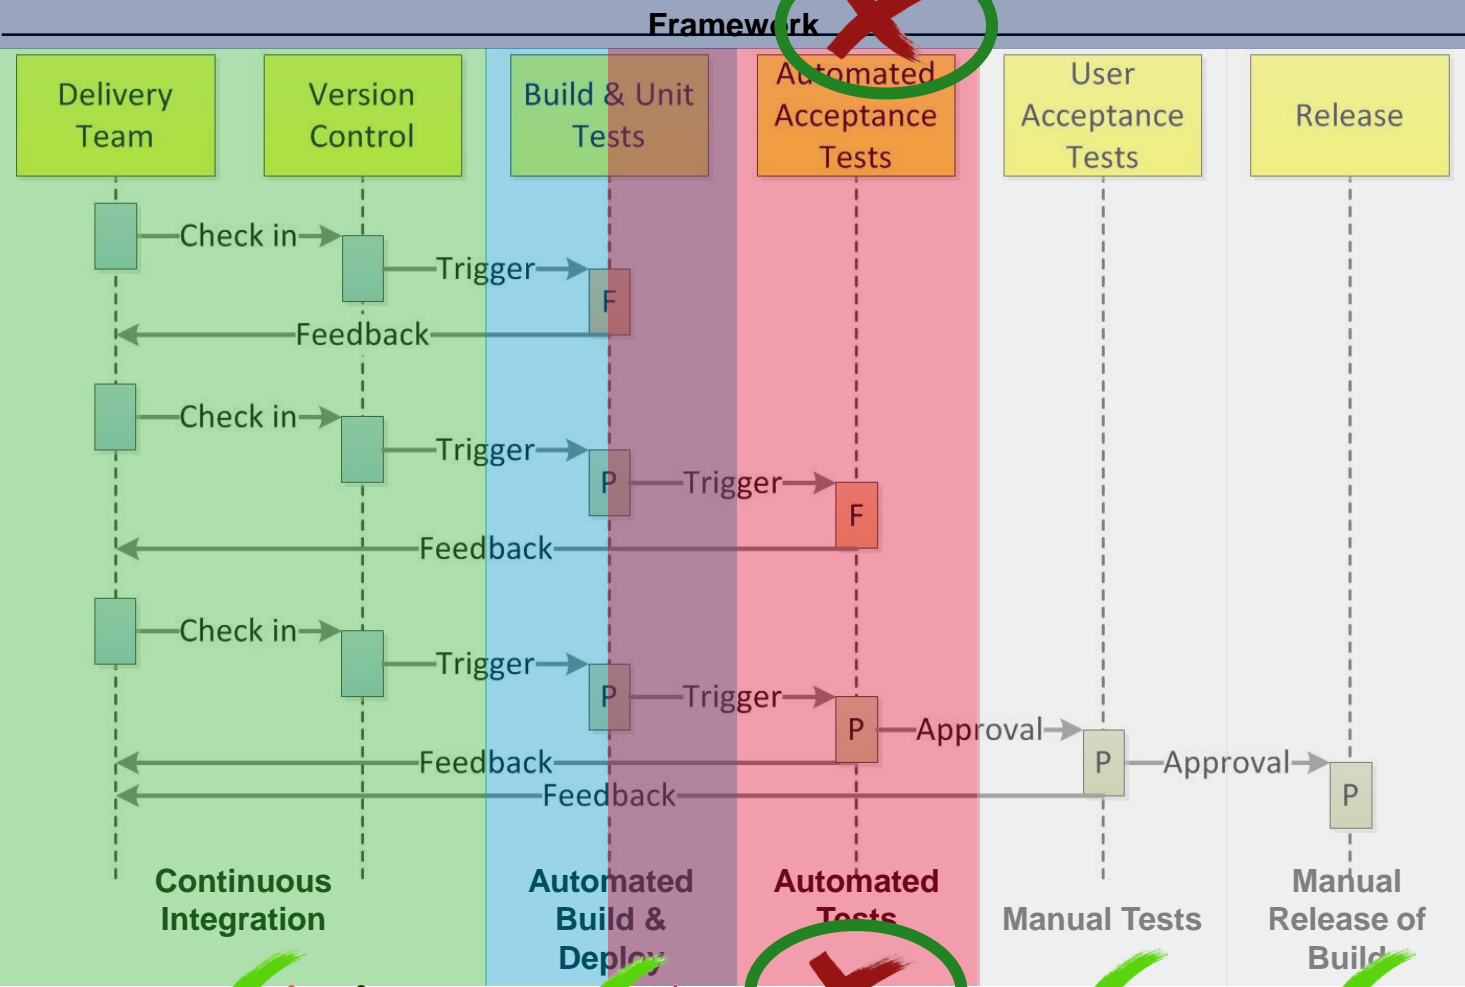 Framework
Delivery
Team
Version
Control
Build & Unit
Tests
Automated
Acceptance
Tests
User
Acceptance
Tests
Release
Check in
Trigger
F
Feedback
Check in
Trigger
P
Trigger
F
Feedback
Check in
Trigger
P
Trigger
P
Approval
P
Approval
P
Feedback
Feedback
Continuous
Integration
Automated
Build &
Deploy
Automated
Tests
Manual Tests
Manual
Release of
Build